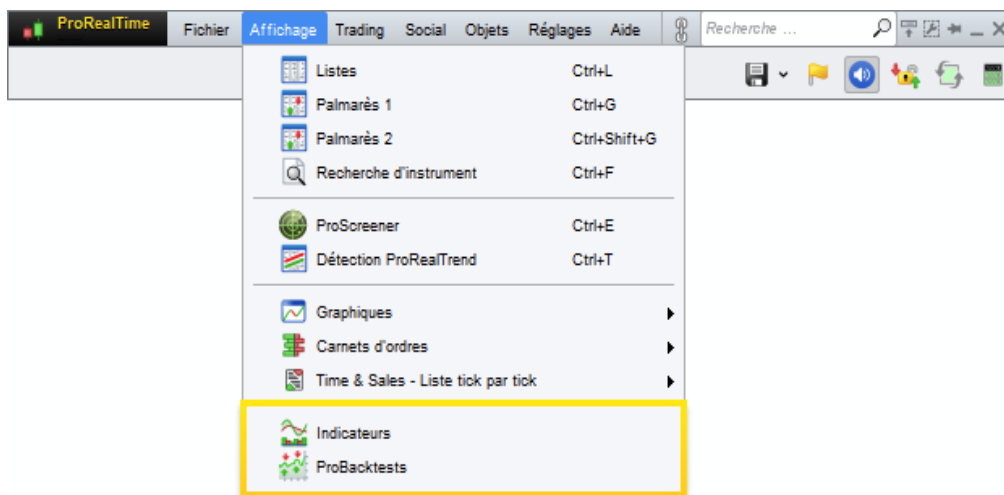 ProRealTime Fichier Affichage Trading Social Objets Réglages Aide Recherche ...
Listes Ctrl+L
Palmarès 1 Ctrl+G
Palmarès 2 Ctrl+Shift+G
Recherche d'instrument Ctrl+F
ProScreener Ctrl+E
Détection ProRealTrend Ctrl+T
Graphiques
Carnets d'ordres
Time & Sales - Liste tick par tick
Indicateurs
ProBacktests